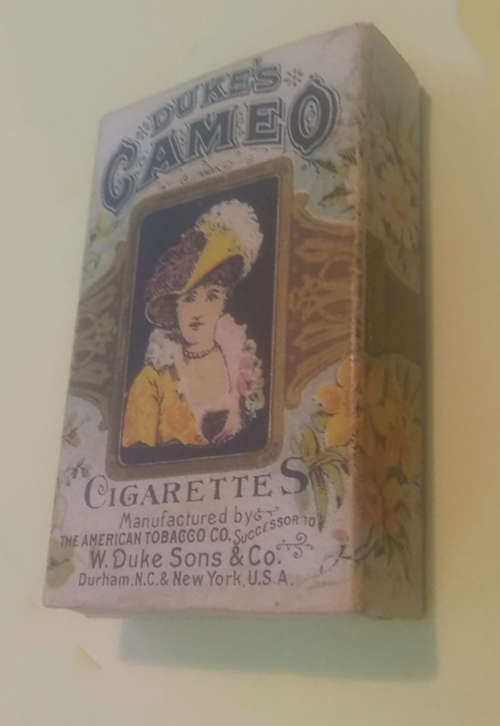 DUKE'S
CAMEO
CIGARETTES
Manufactured by
THE AMERICAN TOBACCO CO. SUCCESSOR TO
W. Duke Sons & Co.
Durham. N.C. & New York, U.S.A.